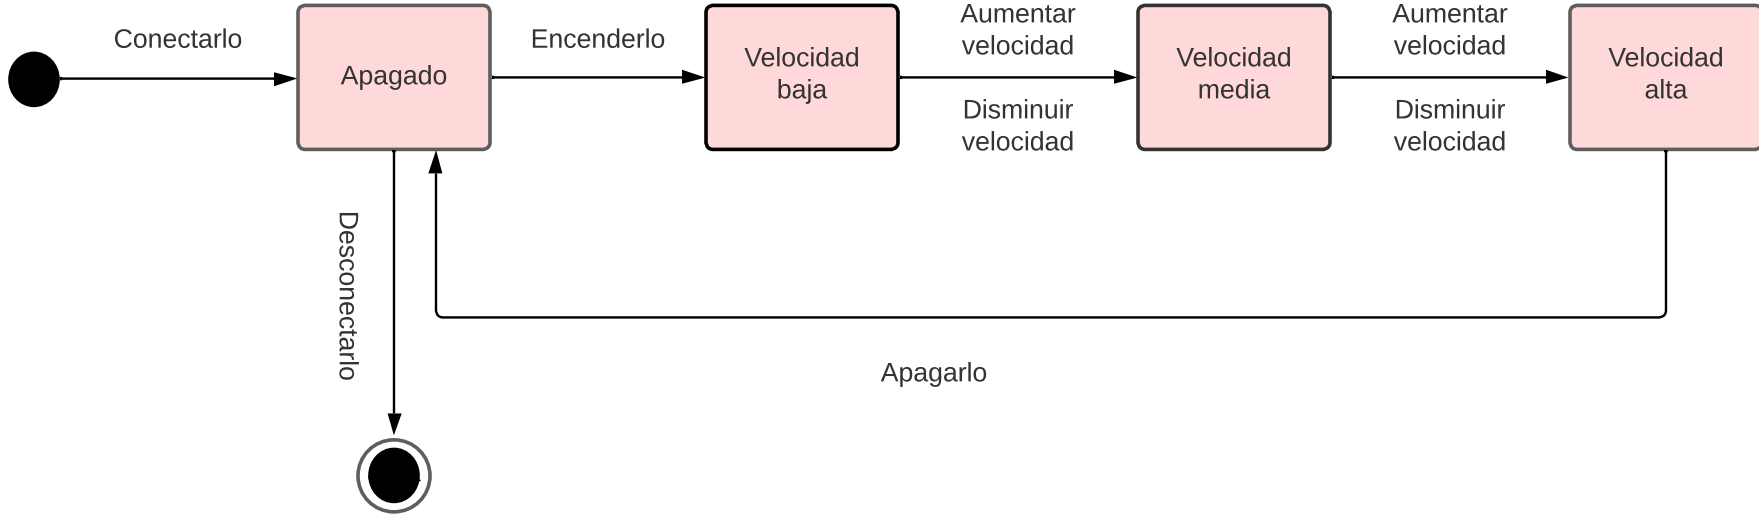 Conectarlo
Apagado
Encenderlo
Velocidad
baja
Aumentar
velocidad
Disminuir
velocidad
Velocidad
media
Aumentar
velocidad
Disminuir
velocidad
Velocidad
alta
Desconectarlo
Apagarlo